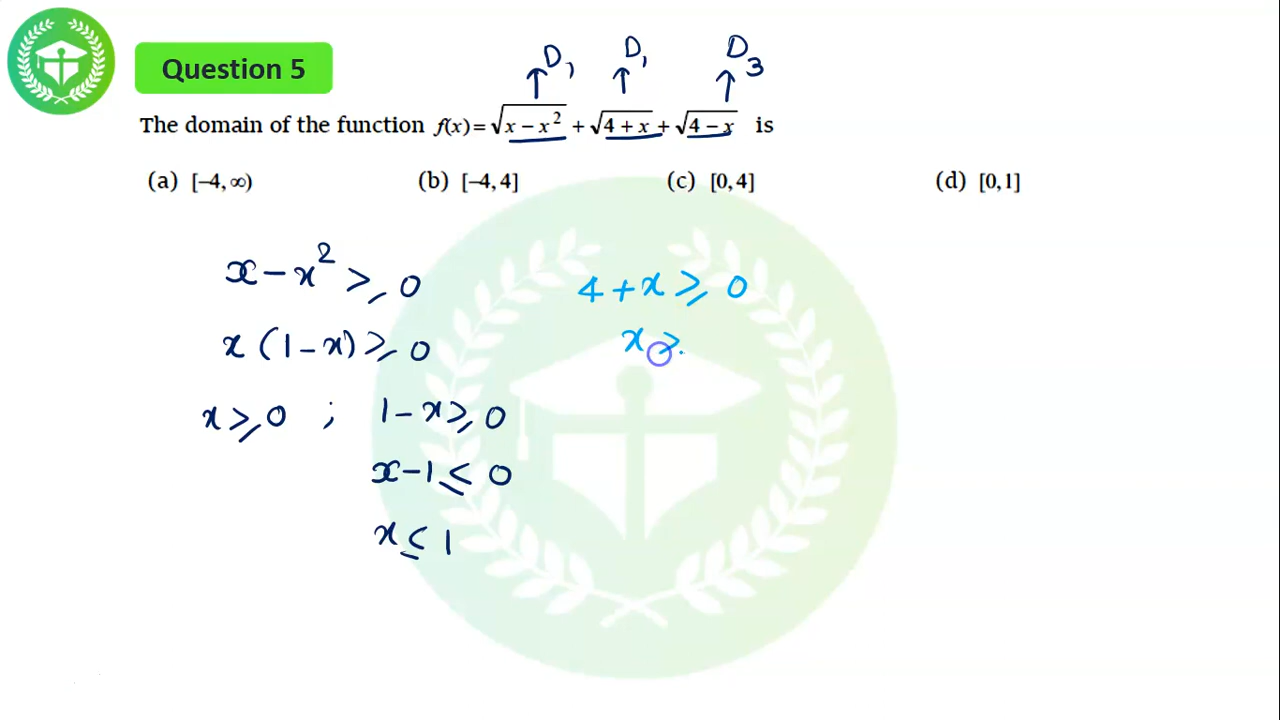 D₁ D₁ D₃
Question 5
The domain of the function f(x)=√(x – x²) + √(4 + x) + √(4 – x) is
(a) [–4, ∞) (b) [–4, 4] (c) [0, 4] (d) [0, 1]
x – x² ≥ 0
x (1 – x) ≥ 0
x ≥ 0 ; 1 – x ≥ 0
x – 1 ≤ 0
x ≤ 1
4 + x ≥ 0
x ≥